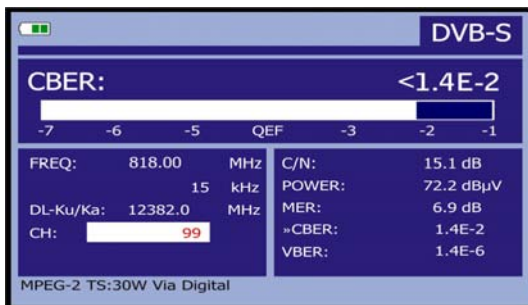 DVB-S
CBER: <1.4E-2
-7 -6 -5 QEF -3 -2 -1
FREQ: 818.00 MHz
15 kHz
DL-Ku/Ka: 12382.0 MHz
CH: 99
C/N: 15.1 dB
POWER: 72.2 dBµV
MER: 6.9 dB
»CBER: 1.4E-2
VBER: 1.4E-6
MPEG-2 TS:30W Via Digital